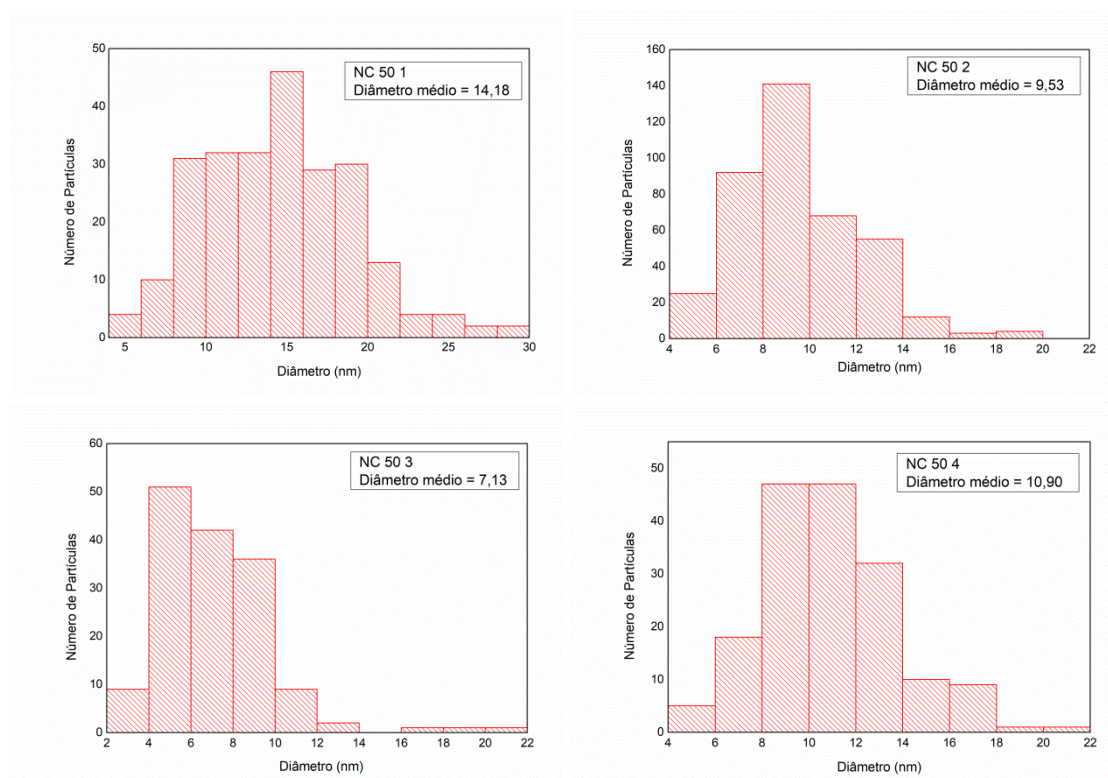 NC 50 1
Diâmetro médio = 14,18
Número de Partículas
50
40
30
20
10
0
5 10 15 20 25 30
Diâmetro (nm)
NC 50 2
Diâmetro médio = 9,53
Número de Partículas
160
140
120
100
80
60
40
20
0
4 6 8 10 12 14 16 18 20 22
Diâmetro (nm)
NC 50 3
Diâmetro médio = 7,13
Número de Partículas
60
50
40
30
20
10
0
2 4 6 8 10 12 14 16 18 20 22
Diâmetro (nm)
NC 50 4
Diâmetro médio = 10,90
Número de Partículas
50
40
30
20
10
0
4 6 8 10 12 14 16 18 20 22
Diâmetro (nm)